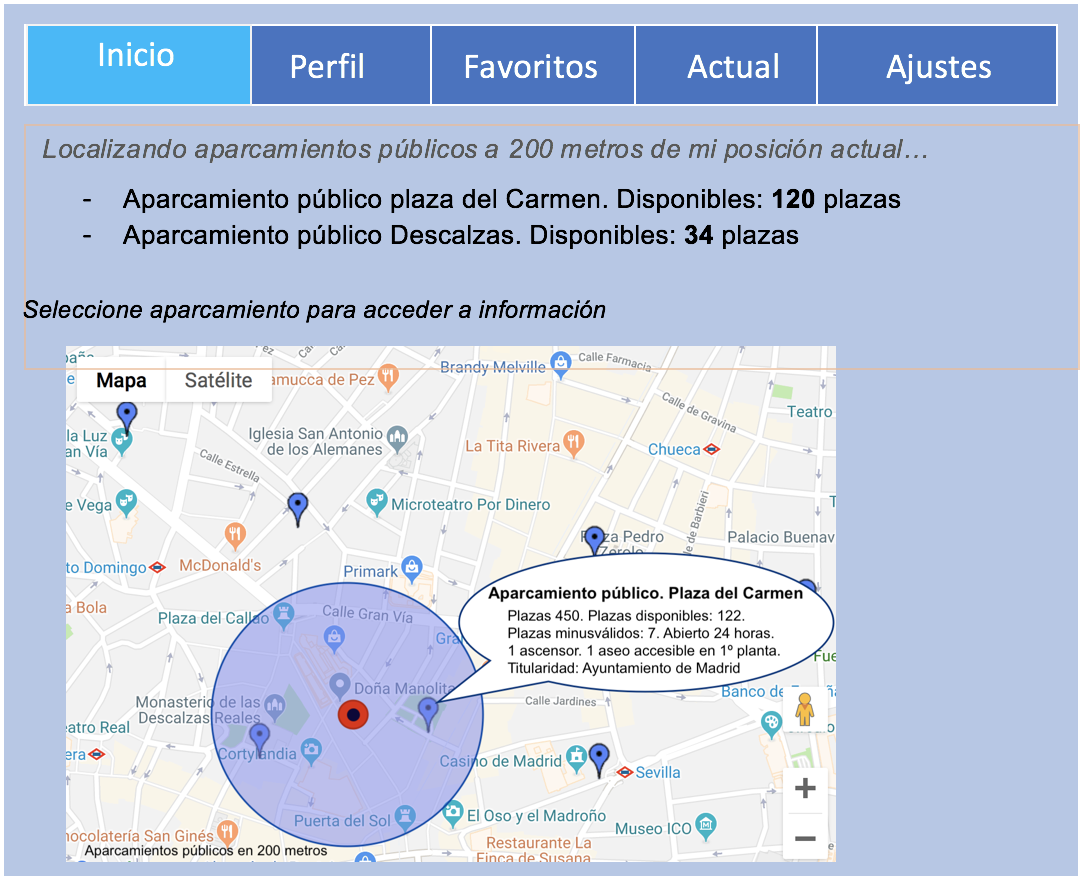 Inicio
Perfil
Favoritos
Actual
Ajustes
Localizando aparcamientos públicos a 200 metros de mi posición actual…
- Aparcamiento público plaza del Carmen. Disponibles: 120 plazas
- Aparcamiento público Descalzas. Disponibles: 34 plazas
Seleccione aparcamiento para acceder a información
Mapa
Satélite
amucca de Pez
Brandy Melville
Calle Farmacia
Calle de Gravina
Teatro
la Luz
an Vía
Iglesia San Antonio
de los Alemanes
La Tita Rivera
Chueca
Calle Estrella
e Vega
Microteatro Por Dinero
de Barbieri
Pedro
Zerolo
Palacio Buenav
to Domingo
McDonald's
Primark
a Bola
Plaza del Callao
Calle Gran Vía
Gra
Aparcamiento público. Plaza del Carmen
Plazas 450. Plazas disponibles: 122.
Plazas minusválidos: 7. Abierto 24 horas.
1 ascensor. 1 aseo accesible en 1º planta.
Titularidad: Ayuntamiento de Madrid
Fue
Doña Manolita
Monasterio de las
Descalzas Reales
Calle Jardines
Banco de
eatro Real
era
Cortylandia
Casino de Madrid
Sevilla
Puerta del Sol
El Oso y el Madroño
Museo ICO
hocolatería San Ginés
Restaurante La
Finca de Susana
Aparcamientos públicos en 200 metros